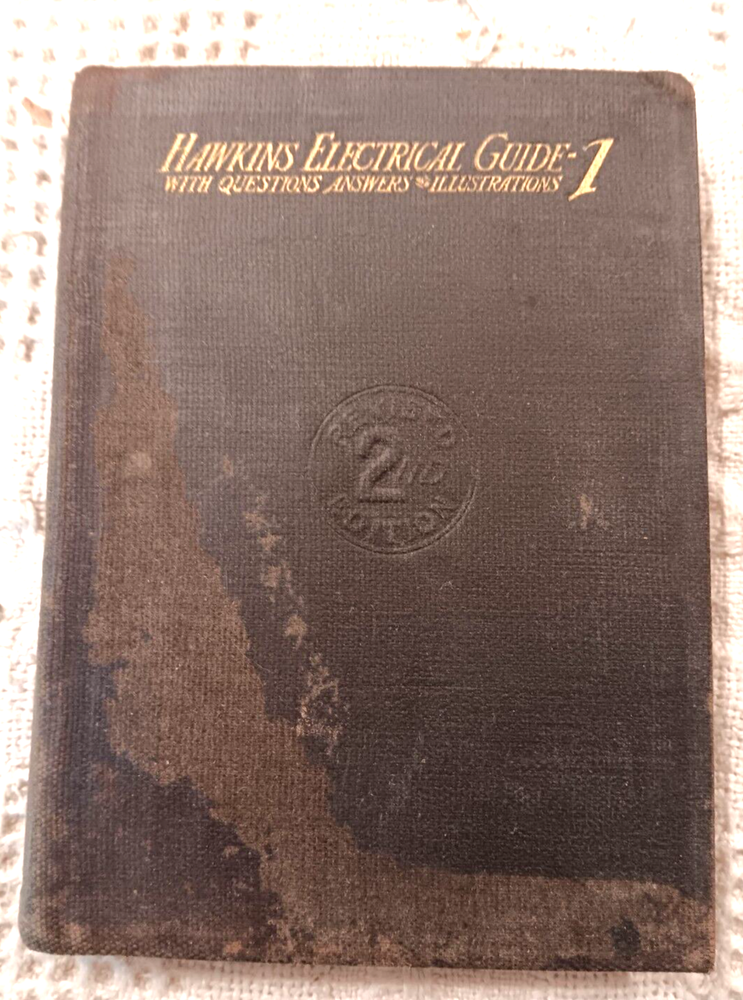 HAWKINS ELECTRICAL GUIDE-1
WITH QUESTIONS ANSWERS & ILLUSTRATIONS
REVISED
2ND
EDITION